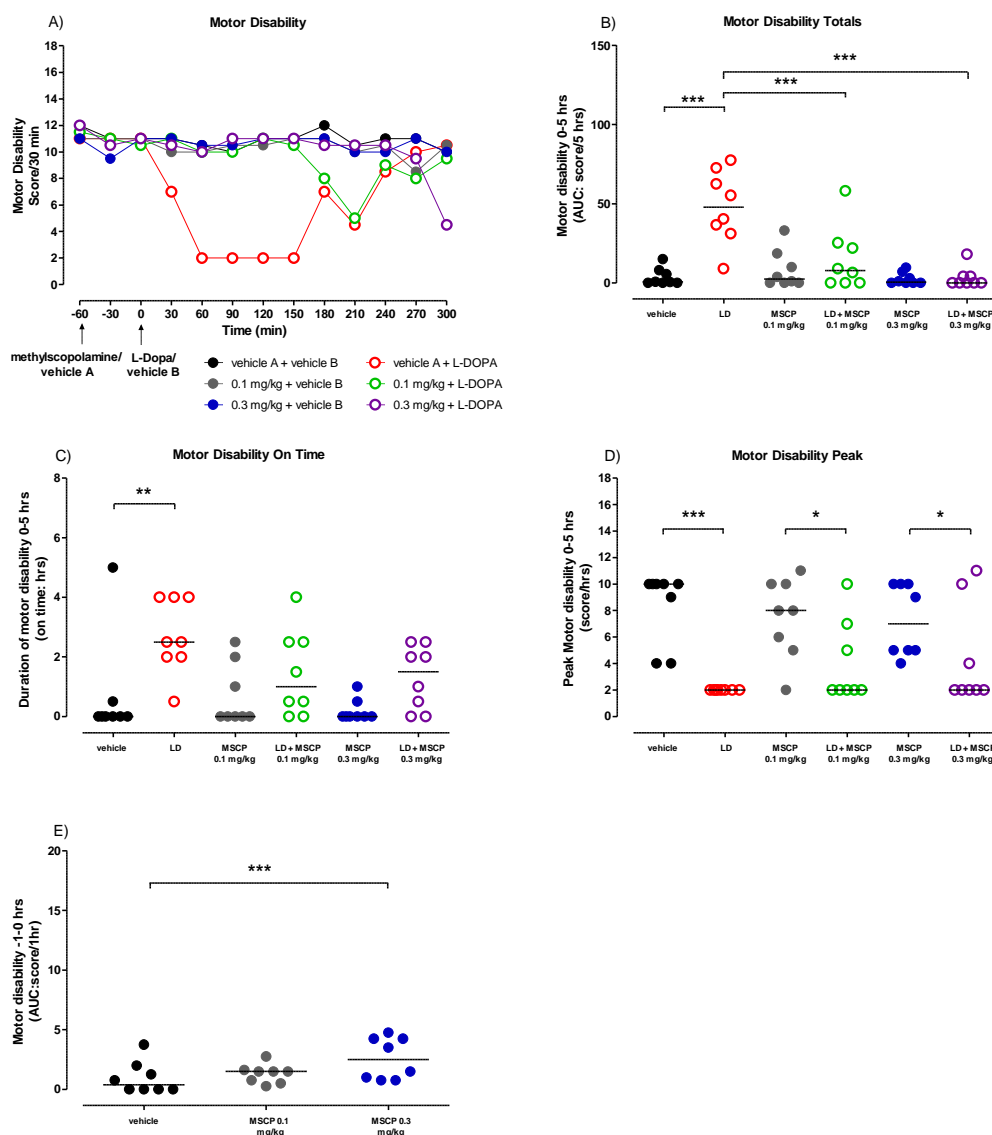 A)
Motor Disability
Motor Disability
Score/30 min
18
16
14
12
10
8
6
4
2
0
-60
-30
0
30
60
90
120
150
180
210
240
270
300
Time (min)
methylscopolamine/
vehicle A
L-Dopa/
vehicle B
vehicle A + vehicle B
vehicle A + L-DOPA
0.1 mg/kg + vehicle B
0.1 mg/kg + L-DOPA
0.3 mg/kg + vehicle B
0.3 mg/kg + L-DOPA
B)
Motor Disability Totals
Motor disability 0-5 hrs
(AUC: score/5 hrs)
150
100
50
0
***
***
***
vehicle
LD
MSCP
0.1 mg/kg
LD + MSCP
0.1 mg/kg
MSCP
0.3 mg/kg
LD + MSCP
0.3 mg/kg
C)
Motor Disability On Time
Duration of motor disability 0-5 hrs
(on time: hrs)
8
6
4
2
0
**
vehicle
LD
MSCP
0.1 mg/kg
LD + MSCP
0.1 mg/kg
MSCP
0.3 mg/kg
LD + MSCP
0.3 mg/kg
D)
Motor Disability Peak
Peak Motor disability 0-5 hrs
(score/hrs)
18
16
14
12
10
8
6
4
2
0
***
*
*
vehicle
LD
MSCP
0.1 mg/kg
LD + MSCP
0.1 mg/kg
MSCP
0.3 mg/kg
LD + MSCP
0.3 mg/kg
E)
Motor disability -1-0 hrs
(AUC:score/1hr)
20
15
10
5
0
***
vehicle
MSCP 0.1
mg/kg
MSCP 0.3
mg/kg